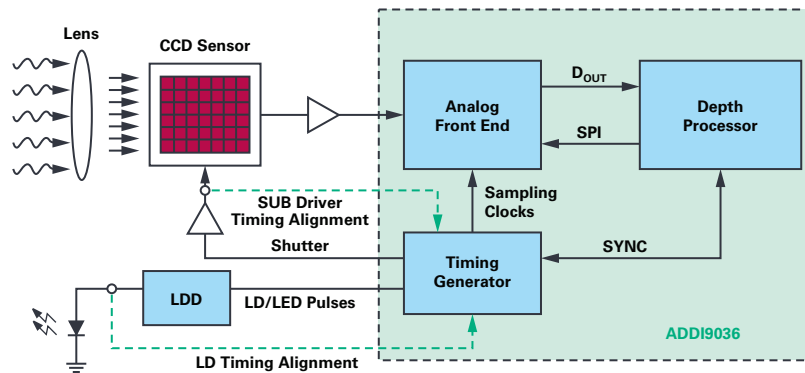 Lens
CCD Sensor
Analog
Front End
D_OUT
Depth
Processor
SPI
SUB Driver
Timing Alignment
Sampling
Clocks
Shutter
Timing
Generator
SYNC
LDD
LD/LED Pulses
ADDI9036
LD Timing Alignment